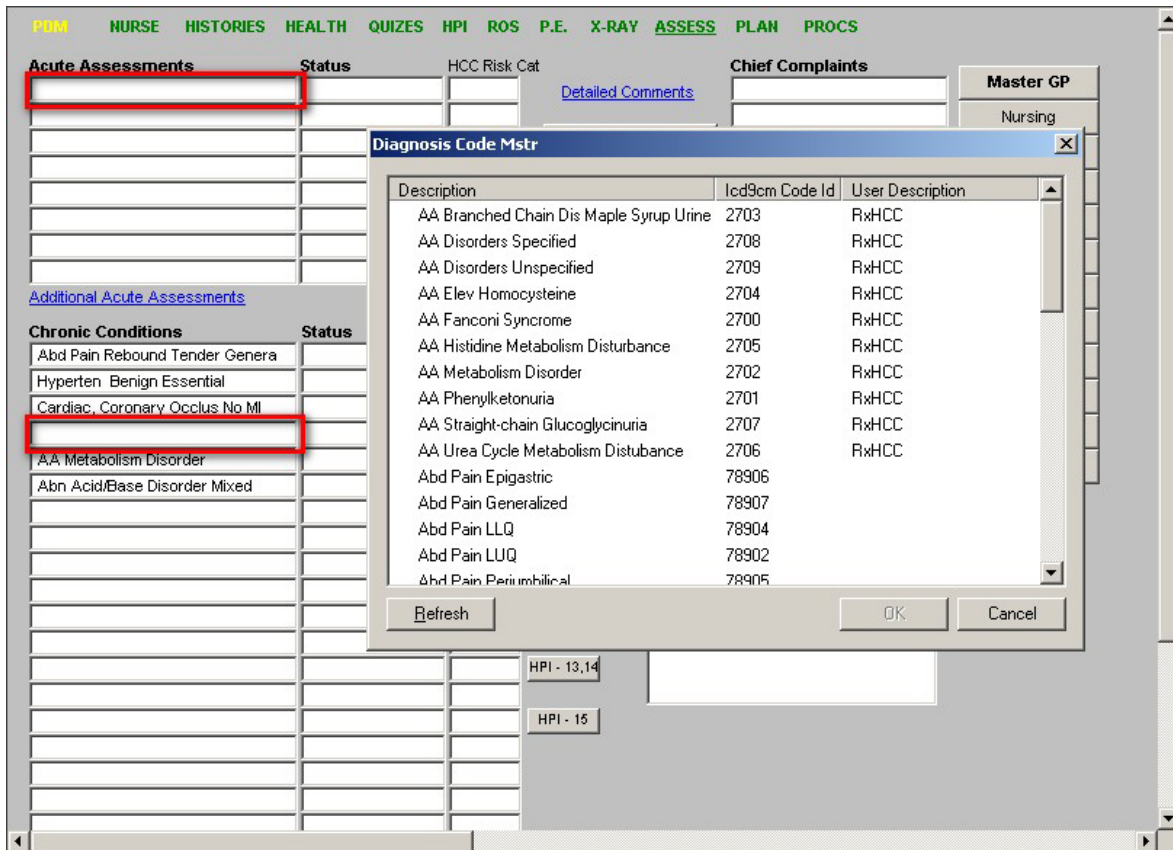 PDM NURSE HISTORIES HEALTH QUIZES HPI ROS P.E. X-RAY ASSESS PLAN PROCS
Acute Assessments Status HCC Risk Cat Chief Complaints
Detailed Comments
Master GP
Nursing
Additional Acute Assessments
Chronic Conditions Status
Abd Pain Rebound Tender Genera
Hyperten Benign Essential
Cardiac, Coronary Occlus No MI
AA Metabolism Disorder
Abn Acid/Base Disorder Mixed
Diagnosis Code Mstr
Description Icd9cm Code Id User Description
AA Branched Chain Dis Maple Syrup Urine 2703 RxHCC
AA Disorders Specified 2708 RxHCC
AA Disorders Unspecified 2709 RxHCC
AA Elev Homocysteine 2704 RxHCC
AA Fanconi Syncrome 2700 RxHCC
AA Histidine Metabolism Disturbance 2705 RxHCC
AA Metabolism Disorder 2702 RxHCC
AA Phenylketonuria 2701 RxHCC
AA Straight-chain Glucoglycinuria 2707 RxHCC
AA Urea Cycle Metabolism Distubance 2706 RxHCC
Abd Pain Epigastric 78906
Abd Pain Generalized 78907
Abd Pain LLQ 78904
Abd Pain LUQ 78902
Abd Pain Periumbilical 78905
Refresh OK Cancel
HPI - 13,14
HPI - 15